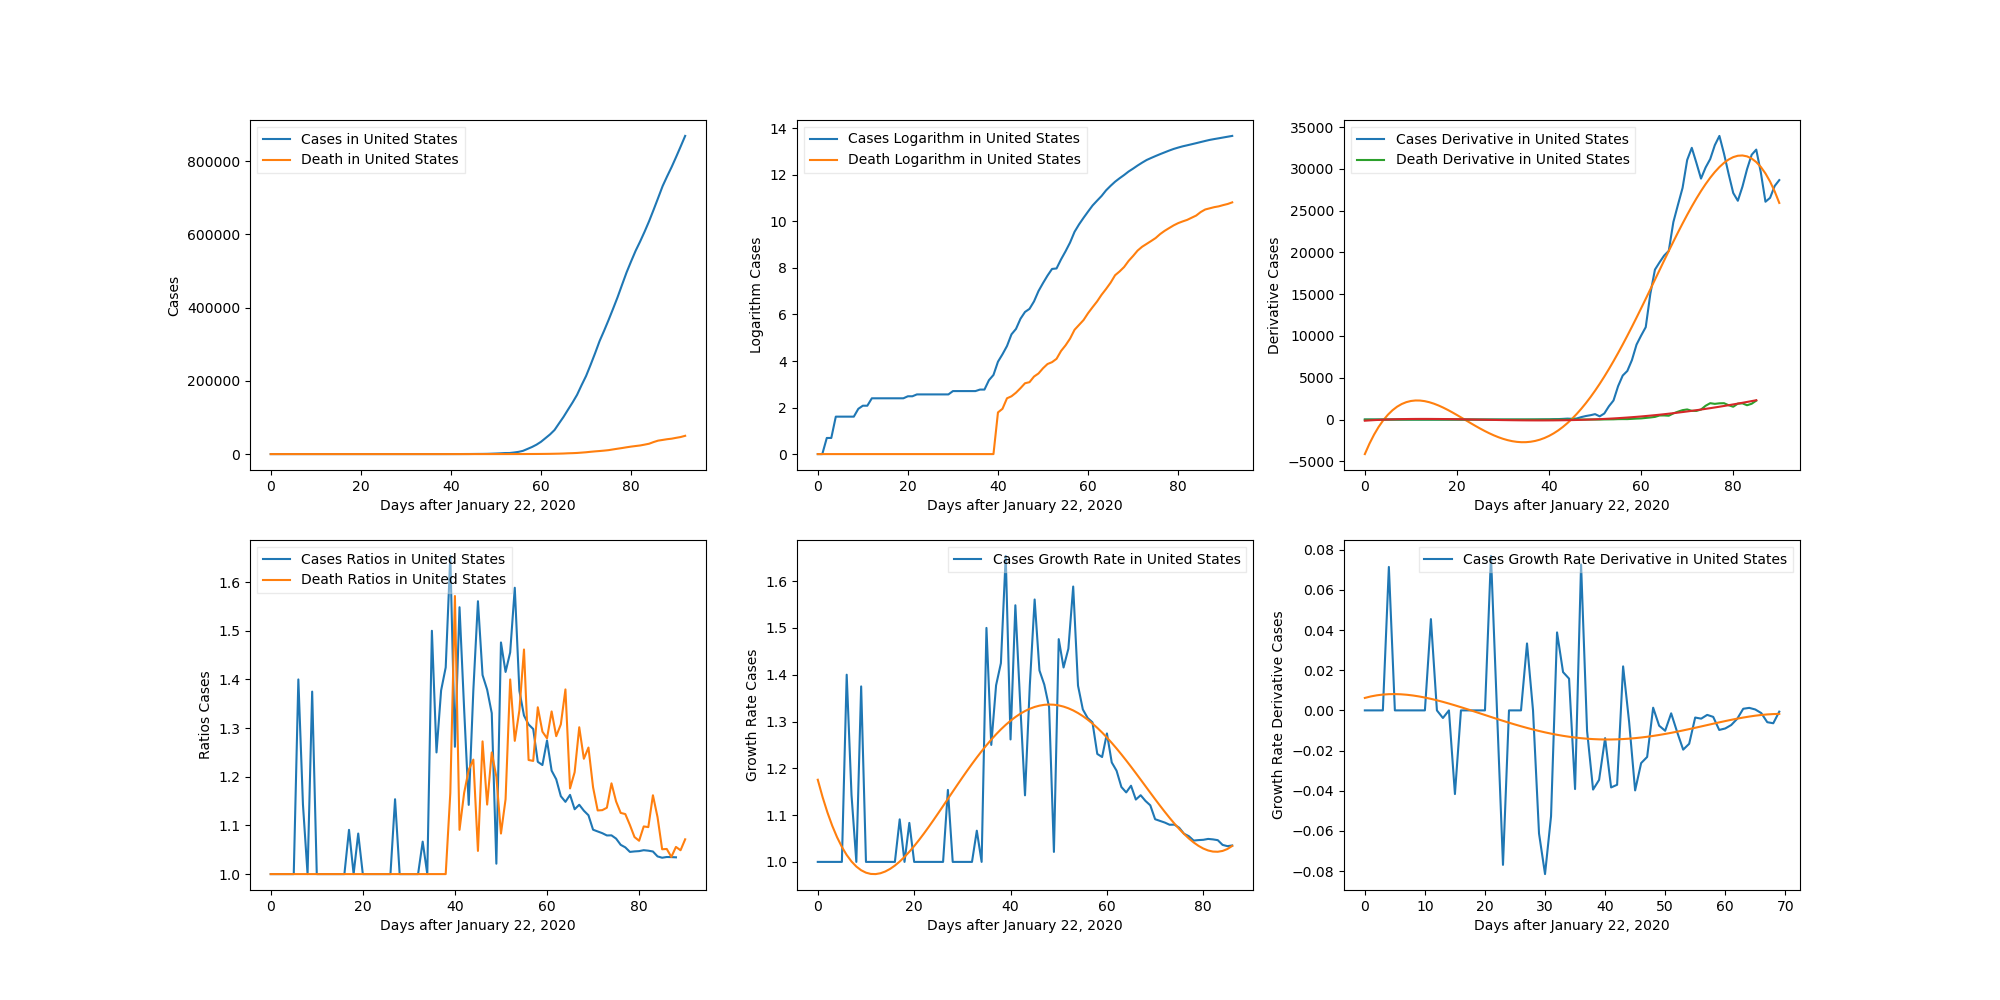 Cases in United States
Death in United States
800000
600000
400000
200000
0
Cases
0 20 40 60 80
Days after January 22, 2020
Cases Logarithm in United States
Death Logarithm in United States
14
12
10
8
6
4
2
0
Logarithm Cases
0 20 40 60 80
Days after January 22, 2020
Cases Derivative in United States
Death Derivative in United States
35000
30000
25000
20000
15000
10000
5000
0
−5000
Derivative Cases
0 20 40 60 80
Days after January 22, 2020
Cases Ratios in United States
Death Ratios in United States
1.6
1.5
1.4
1.3
1.2
1.1
1.0
Ratios Cases
0 20 40 60 80
Days after January 22, 2020
Cases Growth Rate in United States
1.6
1.5
1.4
1.3
1.2
1.1
1.0
Growth Rate Cases
0 20 40 60 80
Days after January 22, 2020
Cases Growth Rate Derivative in United States
0.08
0.06
0.04
0.02
0.00
−0.02
−0.04
−0.06
−0.08
Growth Rate Derivative Cases
0 10 20 30 40 50 60 70
Days after January 22, 2020